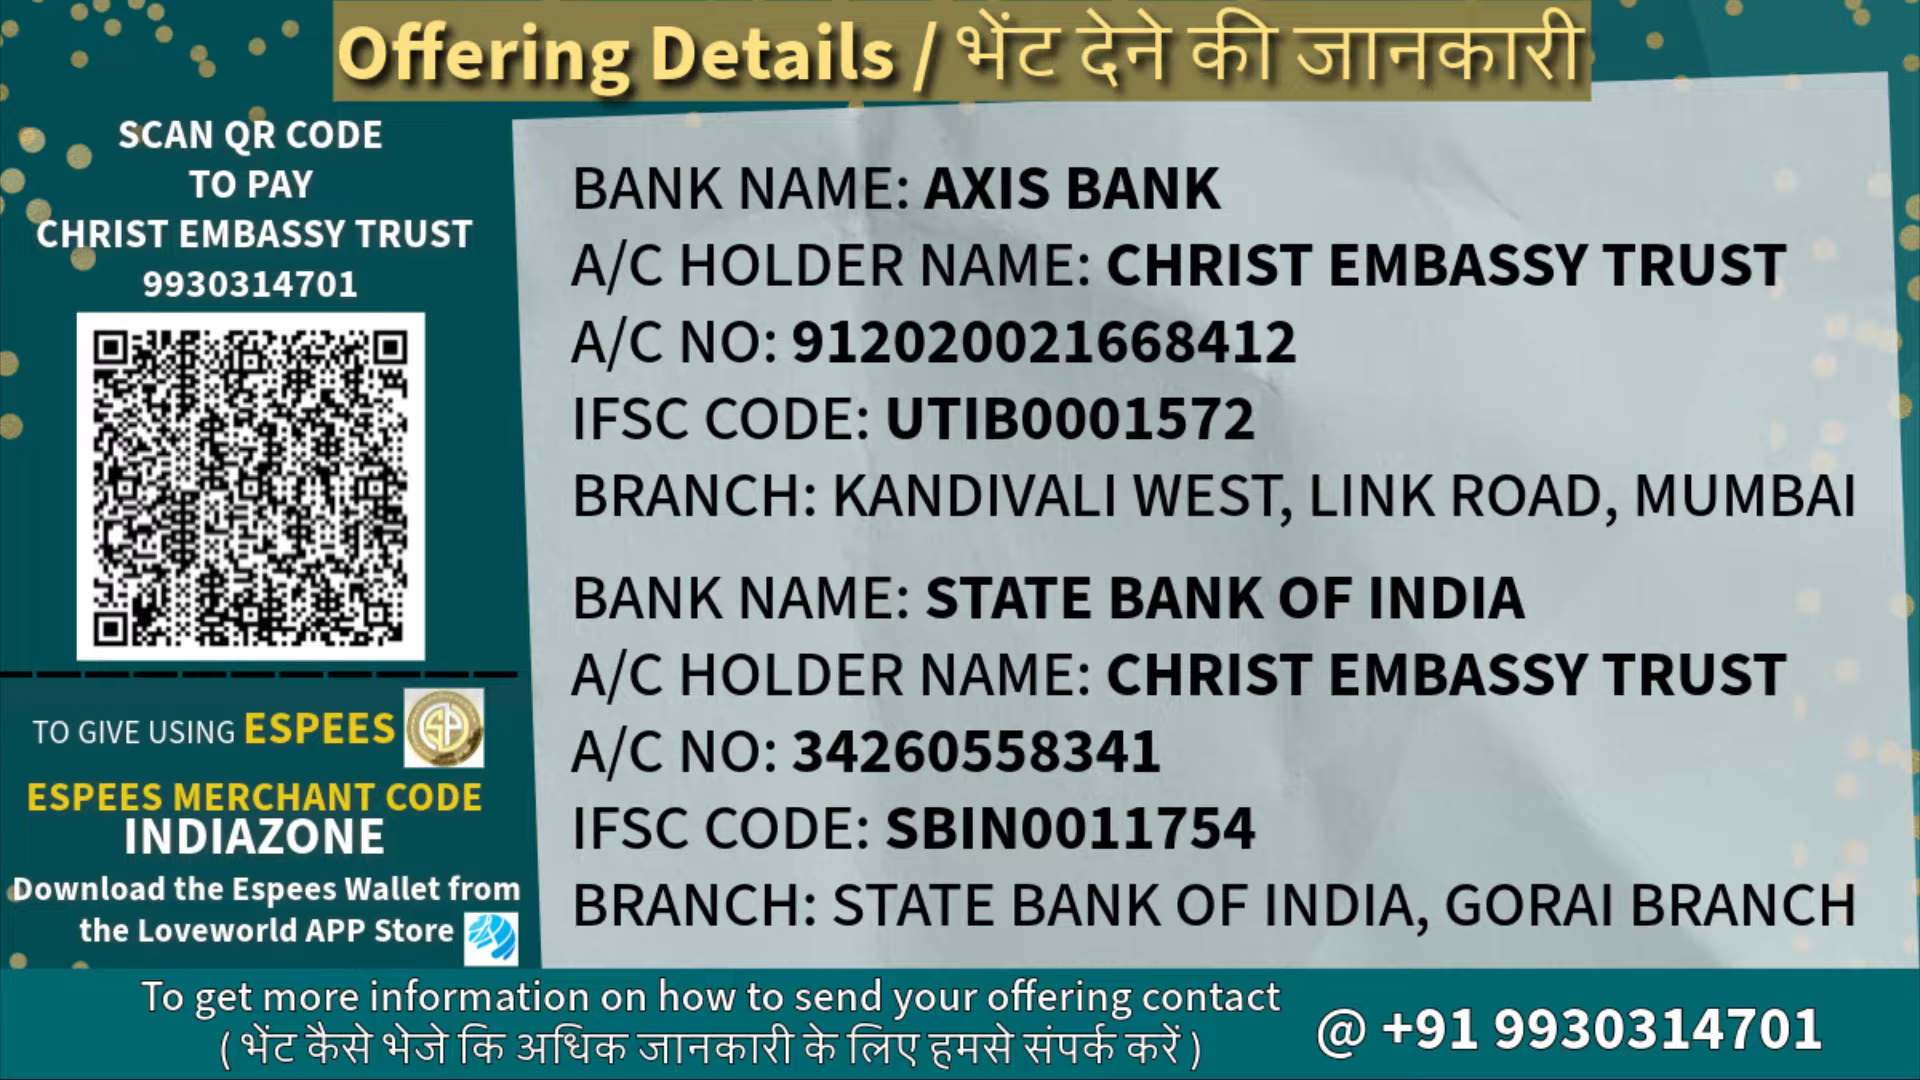 Offering Details / भेंट देने की जानकारी
SCAN QR CODE
TO PAY
CHRIST EMBASSY TRUST
9930314701
TO GIVE USING ESPEES
ESPEES MERCHANT CODE
INDIAZONE
Download the Espees Wallet from
the Loveworld APP Store
BANK NAME: AXIS BANK
A/C HOLDER NAME: CHRIST EMBASSY TRUST
A/C NO: 912020021668412
IFSC CODE: UTIB0001572
BRANCH: KANDIVALI WEST, LINK ROAD, MUMBAI
BANK NAME: STATE BANK OF INDIA
A/C HOLDER NAME: CHRIST EMBASSY TRUST
A/C NO: 34260558341
IFSC CODE: SBIN0011754
BRANCH: STATE BANK OF INDIA, GORAI BRANCH
To get more information on how to send your offering contact
( भेंट कैसे भेजे कि अधिक जानकारी के लिए हमसे संपर्क करें )
@ +91 9930314701